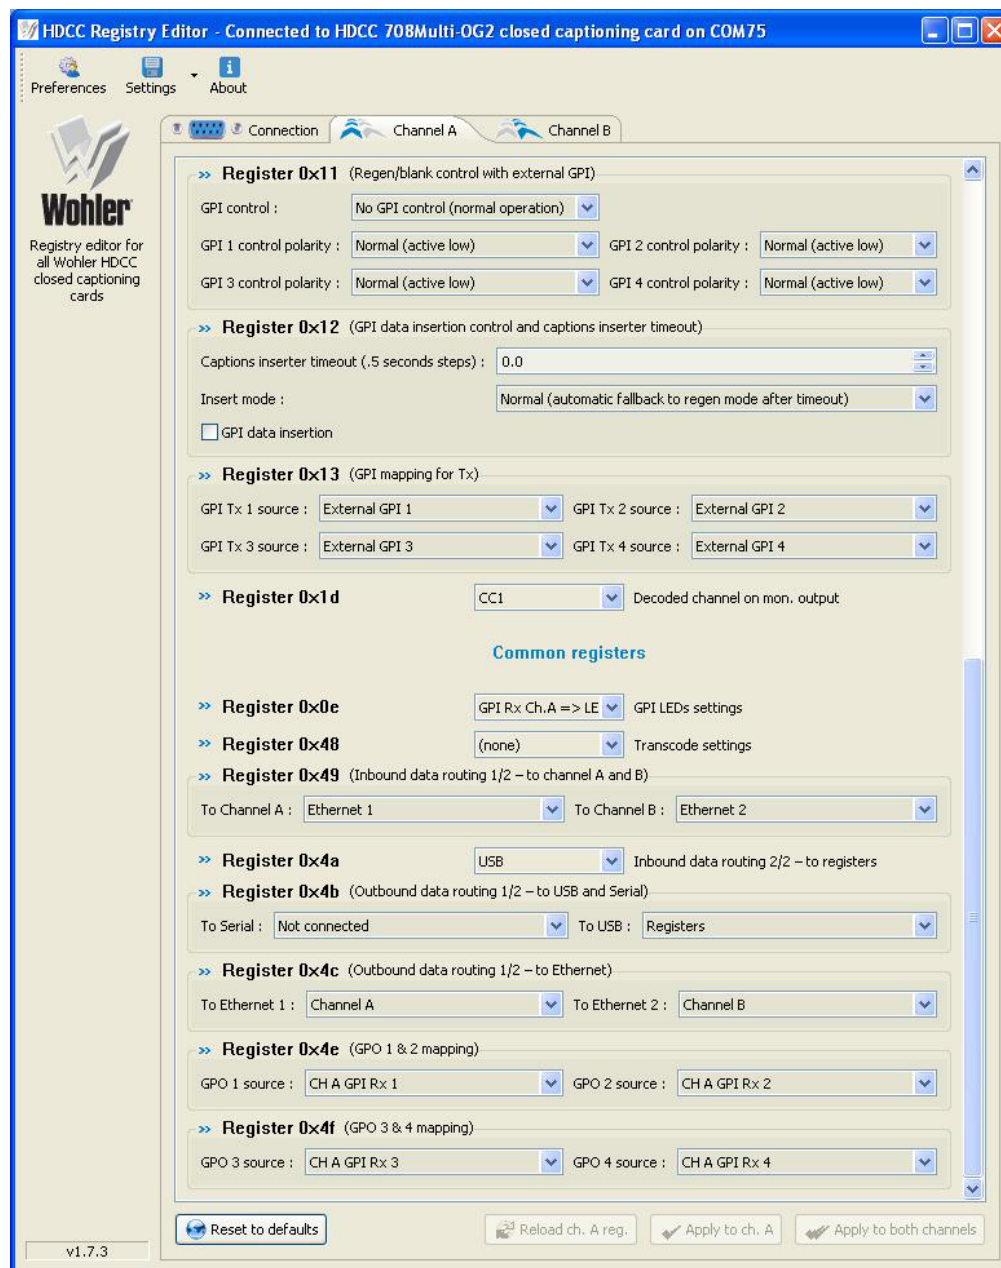 HDCC Registry Editor - Connected to HDCC 708Multi-OG2 closed captioning card on COM75
Preferences Settings About
Connection Channel A Channel B
Wohler
Registry editor for
all Wohler HDCC
closed captioning
cards
>> Register 0x11 (Regen/blank control with external GPI)
GPI control : No GPI control (normal operation)
GPI 1 control polarity : Normal (active low) GPI 2 control polarity : Normal (active low)
GPI 3 control polarity : Normal (active low) GPI 4 control polarity : Normal (active low)
>> Register 0x12 (GPI data insertion control and captions inserter timeout)
Captions inserter timeout (.5 seconds steps) : 0.0
Insert mode : Normal (automatic fallback to regen mode after timeout)
GPI data insertion
>> Register 0x13 (GPI mapping for Tx)
GPI Tx 1 source : External GPI 1 GPI Tx 2 source : External GPI 2
GPI Tx 3 source : External GPI 3 GPI Tx 4 source : External GPI 4
>> Register 0x1d CC1 Decoded channel on mon. output
Common registers
>> Register 0x0e GPI Rx Ch.A => LE GPI LEDs settings
>> Register 0x48 (none) Transcode settings
>> Register 0x49 (Inbound data routing 1/2 – to channel A and B)
To Channel A : Ethernet 1 To Channel B : Ethernet 2
>> Register 0x4a USB Inbound data routing 2/2 – to registers
>> Register 0x4b (Outbound data routing 1/2 – to USB and Serial)
To Serial : Not connected To USB : Registers
>> Register 0x4c (Outbound data routing 1/2 – to Ethernet)
To Ethernet 1 : Channel A To Ethernet 2 : Channel B
>> Register 0x4e (GPO 1 & 2 mapping)
GPO 1 source : CH A GPI Rx 1 GPO 2 source : CH A GPI Rx 2
>> Register 0x4f (GPO 3 & 4 mapping)
GPO 3 source : CH A GPI Rx 3 GPO 4 source : CH A GPI Rx 4
Reset to defaults Reload ch. A reg. Apply to ch. A Apply to both channels
v1.7.3